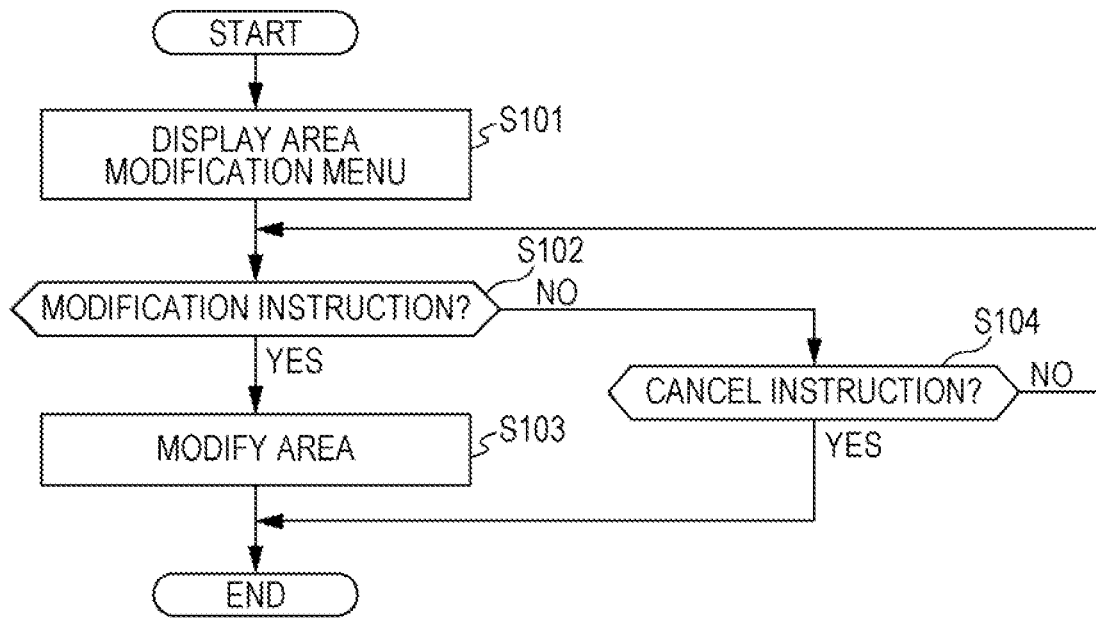 START
DISPLAY AREA
MODIFICATION MENU
S101
S102
MODIFICATION INSTRUCTION?
NO
YES
S104
CANCEL INSTRUCTION?
NO
YES
MODIFY AREA
S103
END